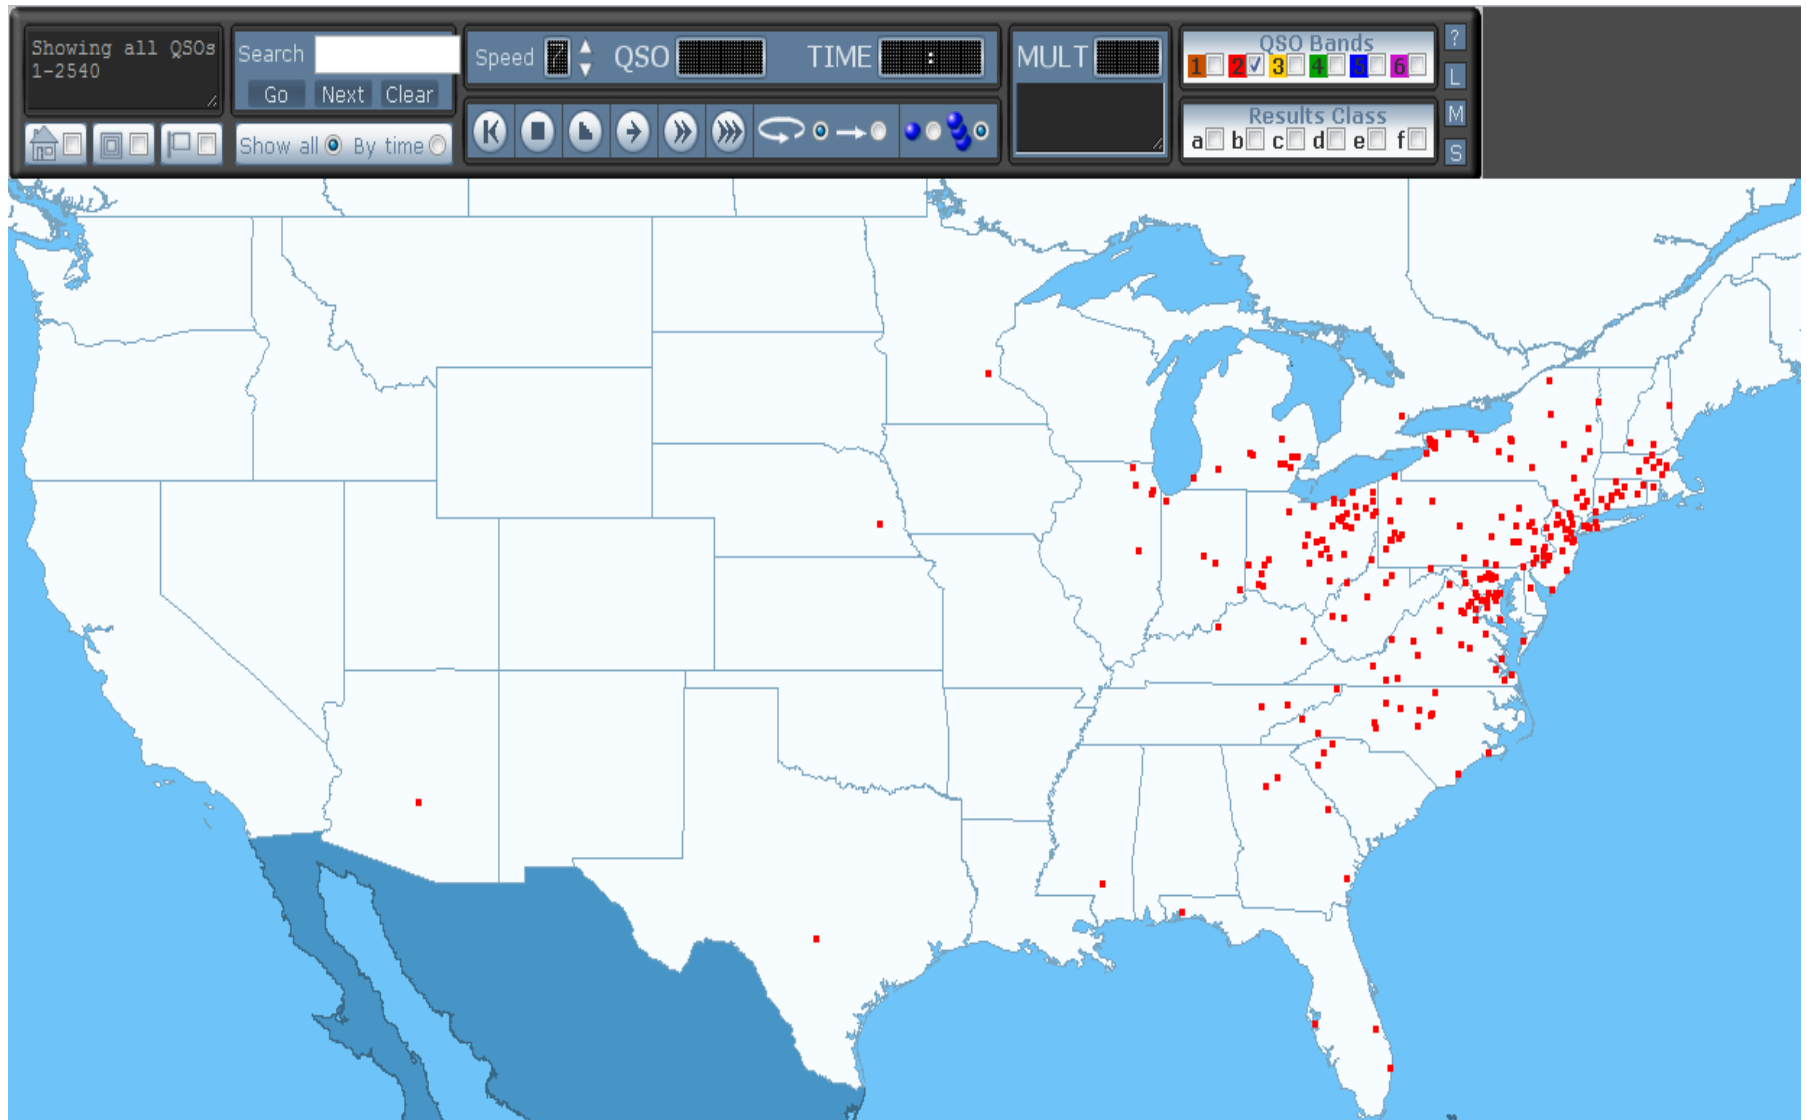 Showing all QSOs
1-2540
Search
Go Next Clear
Show all By time
Speed 7 QSO TIME :
MULT
QSO Bands
1 2 3 4 5 6
Results Class
a b c d e f
?
L
M
S